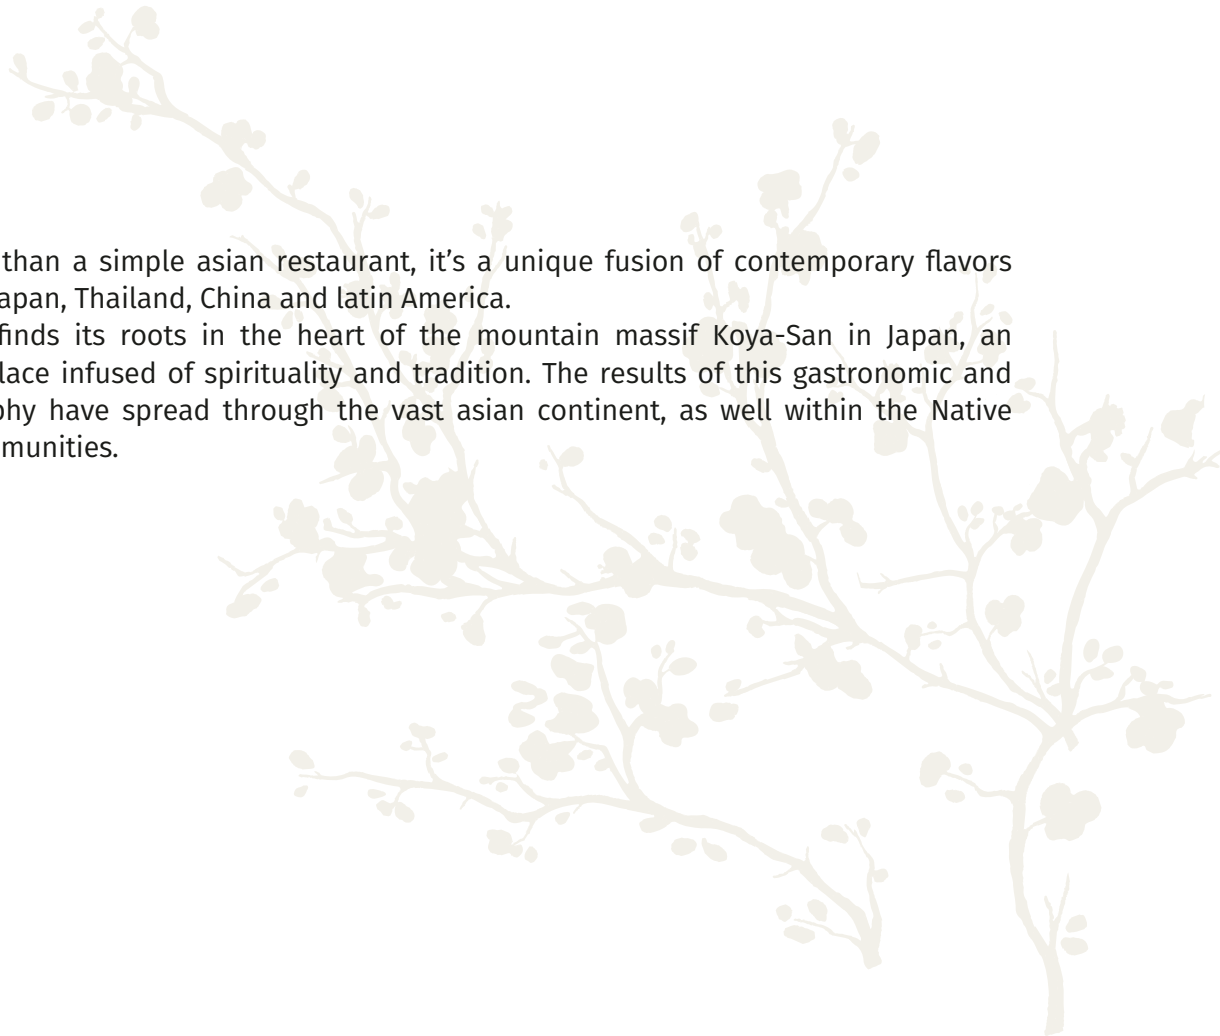 than a simple asian restaurant, it’s a unique fusion of contemporary flavors
apan, Thailand, China and latin America.
finds its roots in the heart of the mountain massif Koya-San in Japan, an
lace infused of spirituality and tradition. The results of this gastronomic and
phy have spread through the vast asian continent, as well within the Native
munities.